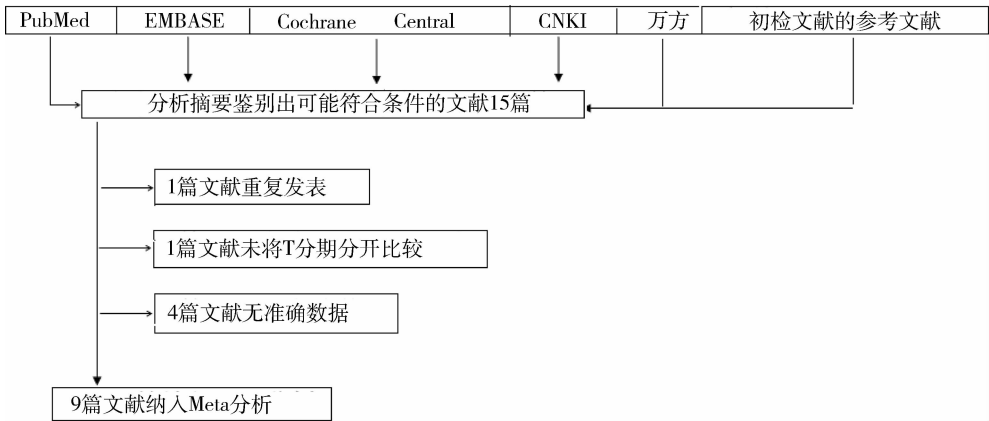 PubMed EMBASE Cochrane Central CNKI 万方 初检文献的参考文献
分析摘要鉴别出可能符合条件的文献15篇
1篇文献重复发表
1篇文献未将T分期分开比较
4篇文献无准确数据
9篇文献纳入Meta分析